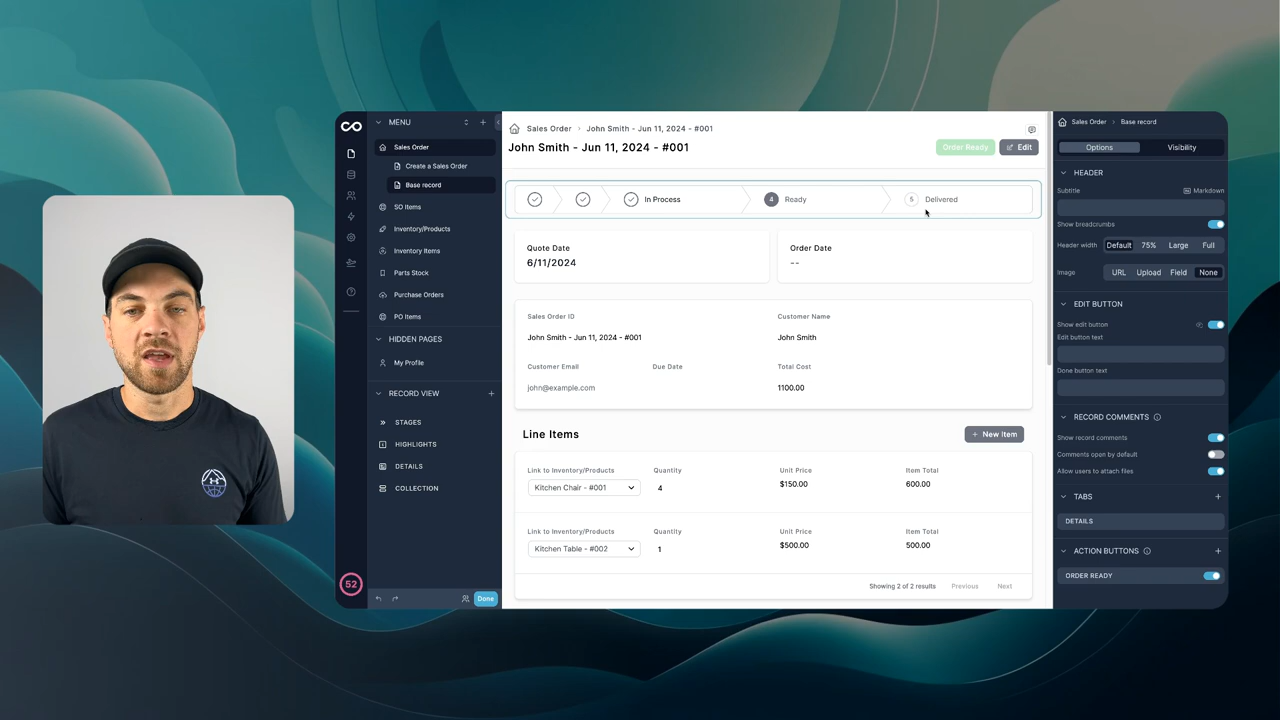 MENU
Sales Order
Create a Sales Order
Base record
SO Items
Inventory/Products
Inventory Items
Parts Stock
Purchase Orders
PO Items
HIDDEN PAGES
My Profile
RECORD VIEW
STAGES
HIGHLIGHTS
DETAILS
COLLECTION
52
Done
Sales Order > John Smith - Jun 11, 2024 - #001
John Smith - Jun 11, 2024 - #001
Order Ready
Edit
In Process
4 Ready
5 Delivered
Quote Date
6/11/2024
Order Date
--
Sales Order ID
Customer Name
John Smith - Jun 11, 2024 - #001
John Smith
Customer Email
Due Date
Total Cost
john@example.com
1100.00
Line Items
+ New Item
Link to Inventory/Products
Quantity
Unit Price
Item Total
Kitchen Chair - #001
4
$150.00
600.00
Link to Inventory/Products
Quantity
Unit Price
Item Total
Kitchen Table - #002
1
$500.00
500.00
Showing 2 of 2 results
Previous
Next
Sales Order > Base record
Options
Visibility
HEADER
Subtitle
Markdown
Show breadcrumbs
Header width
Default
75%
Large
Full
Image
URL
Upload
Field
None
EDIT BUTTON
Show edit button
Edit button text
Done button text
RECORD COMMENTS
Show record comments
Comments open by default
Allow users to attach files
TABS
DETAILS
ACTION BUTTONS
ORDER READY